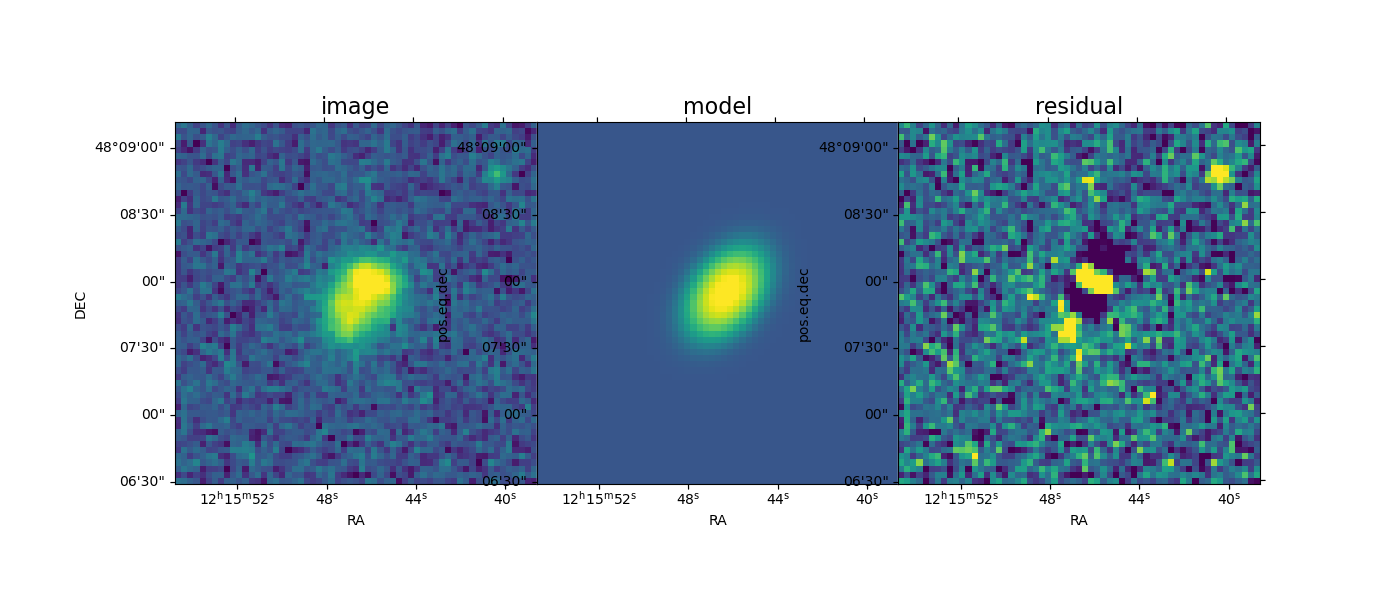 image model residual
48°09'00" 48°09'00" 48°09'00"
08'30" 08'30" 08'30"
00" 00" 00"
DEC pos.eq.dec pos.eq.dec
07'30" 07'30" 07'30"
00" 00" 00"
06'30" 06'30" 06'30"
12ʰ15ᵐ52ˢ 48ˢ 44ˢ 40ˢ 12ʰ15ᵐ52ˢ 48ˢ 44ˢ 40ˢ 12ʰ15ᵐ52ˢ 48ˢ 44ˢ 40ˢ
RA RA RA